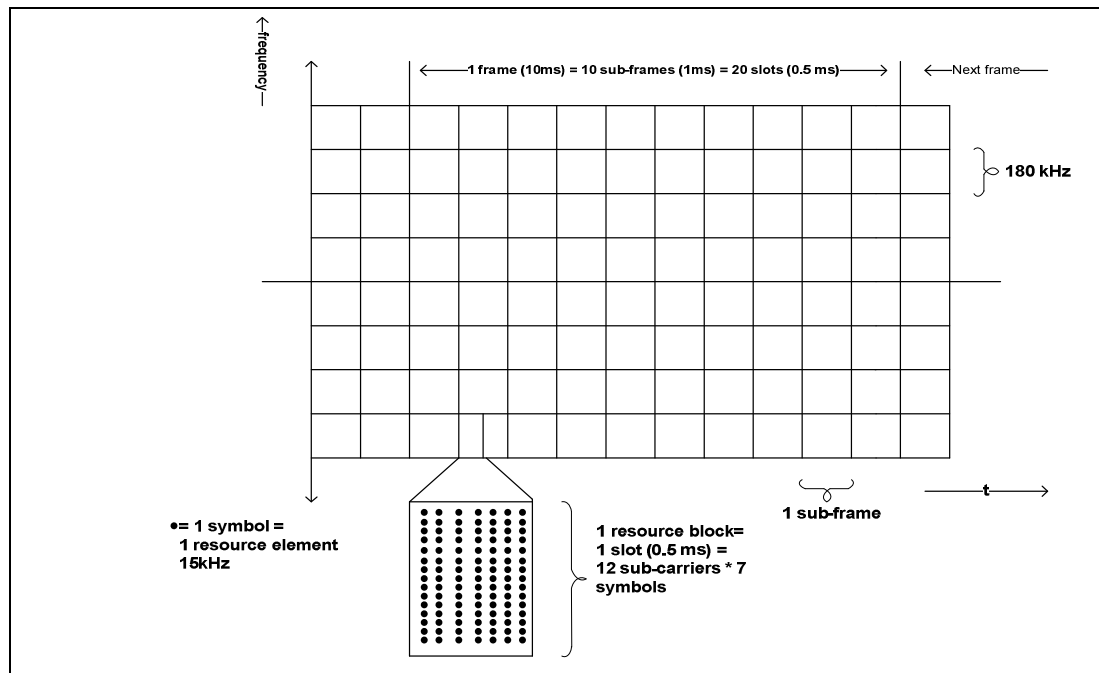 frequency
1 frame (10ms) = 10 sub-frames (1ms) = 20 slots (0.5 ms)
Next frame
180 kHz
t
1 sub-frame
= 1 symbol =
1 resource element
15kHz
1 resource block=
1 slot (0.5 ms) =
12 sub-carriers * 7
symbols